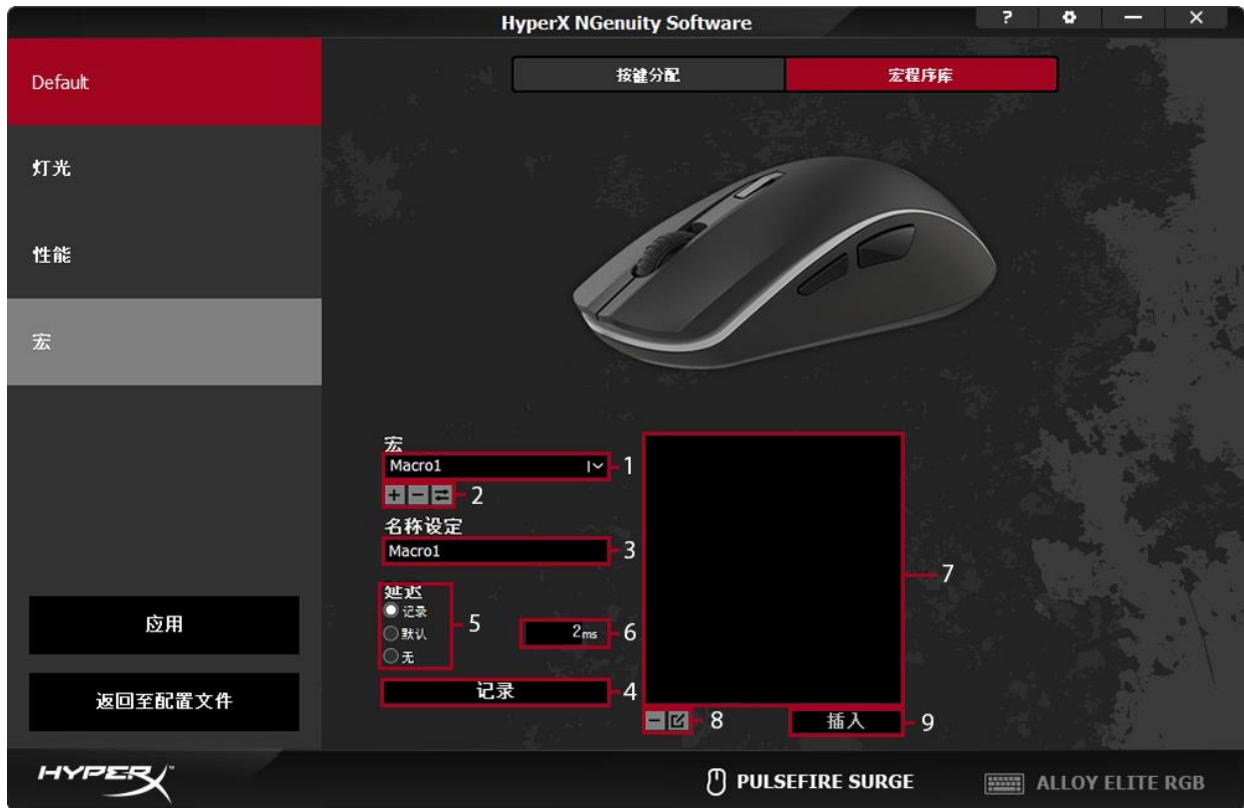 HyperX NGenuity Software
?
Default
按键分配
宏程序库
灯光
性能
宏
宏
Macro1
1
2
名称设定
Macro1
3
延迟
记录
默认
无
5
2ms
6
记录
4
7
8
插入
9
应用
返回至配置文件
HYPERX
PULSEFIRE SURGE
ALLOY ELITE RGB